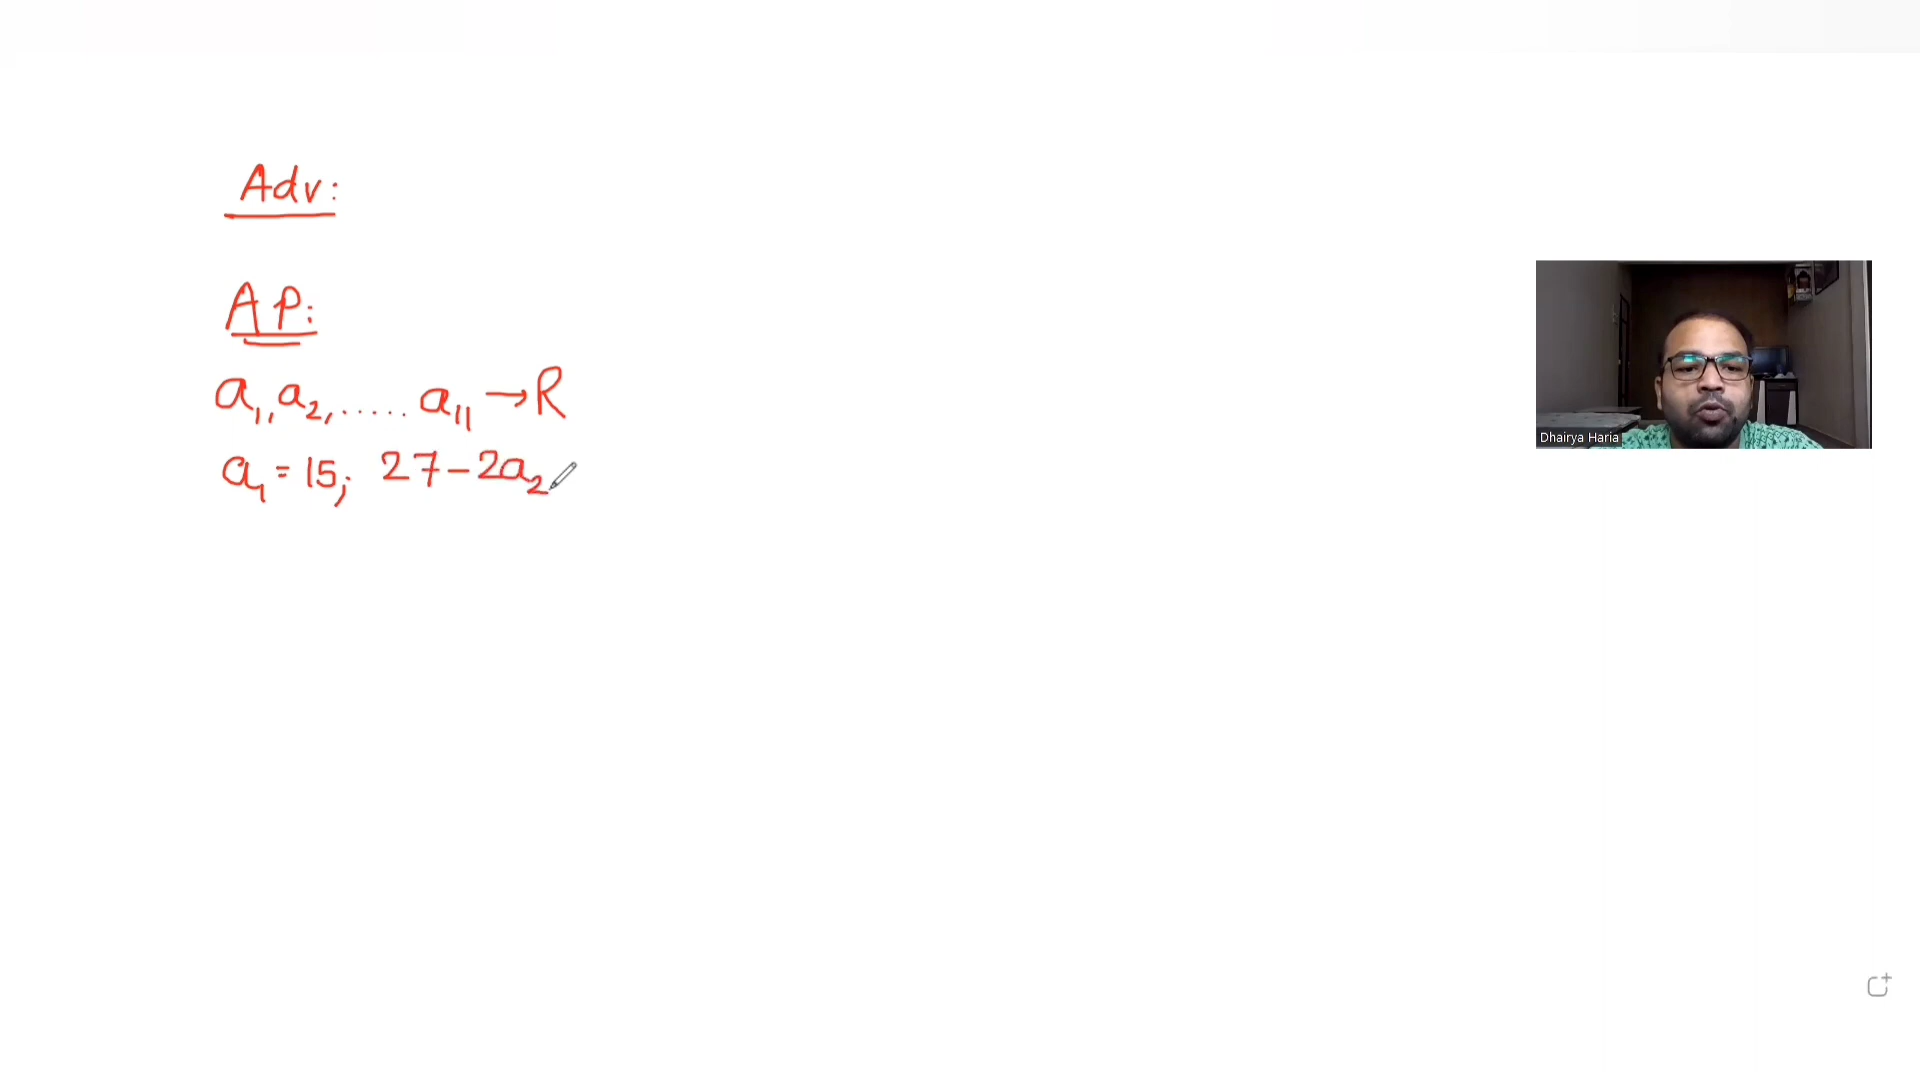 Adv:
AP:
a₁, a₂, ..... a₁₁ → R
a₁ = 15; 27 - 2a₂
Dhairya Haria